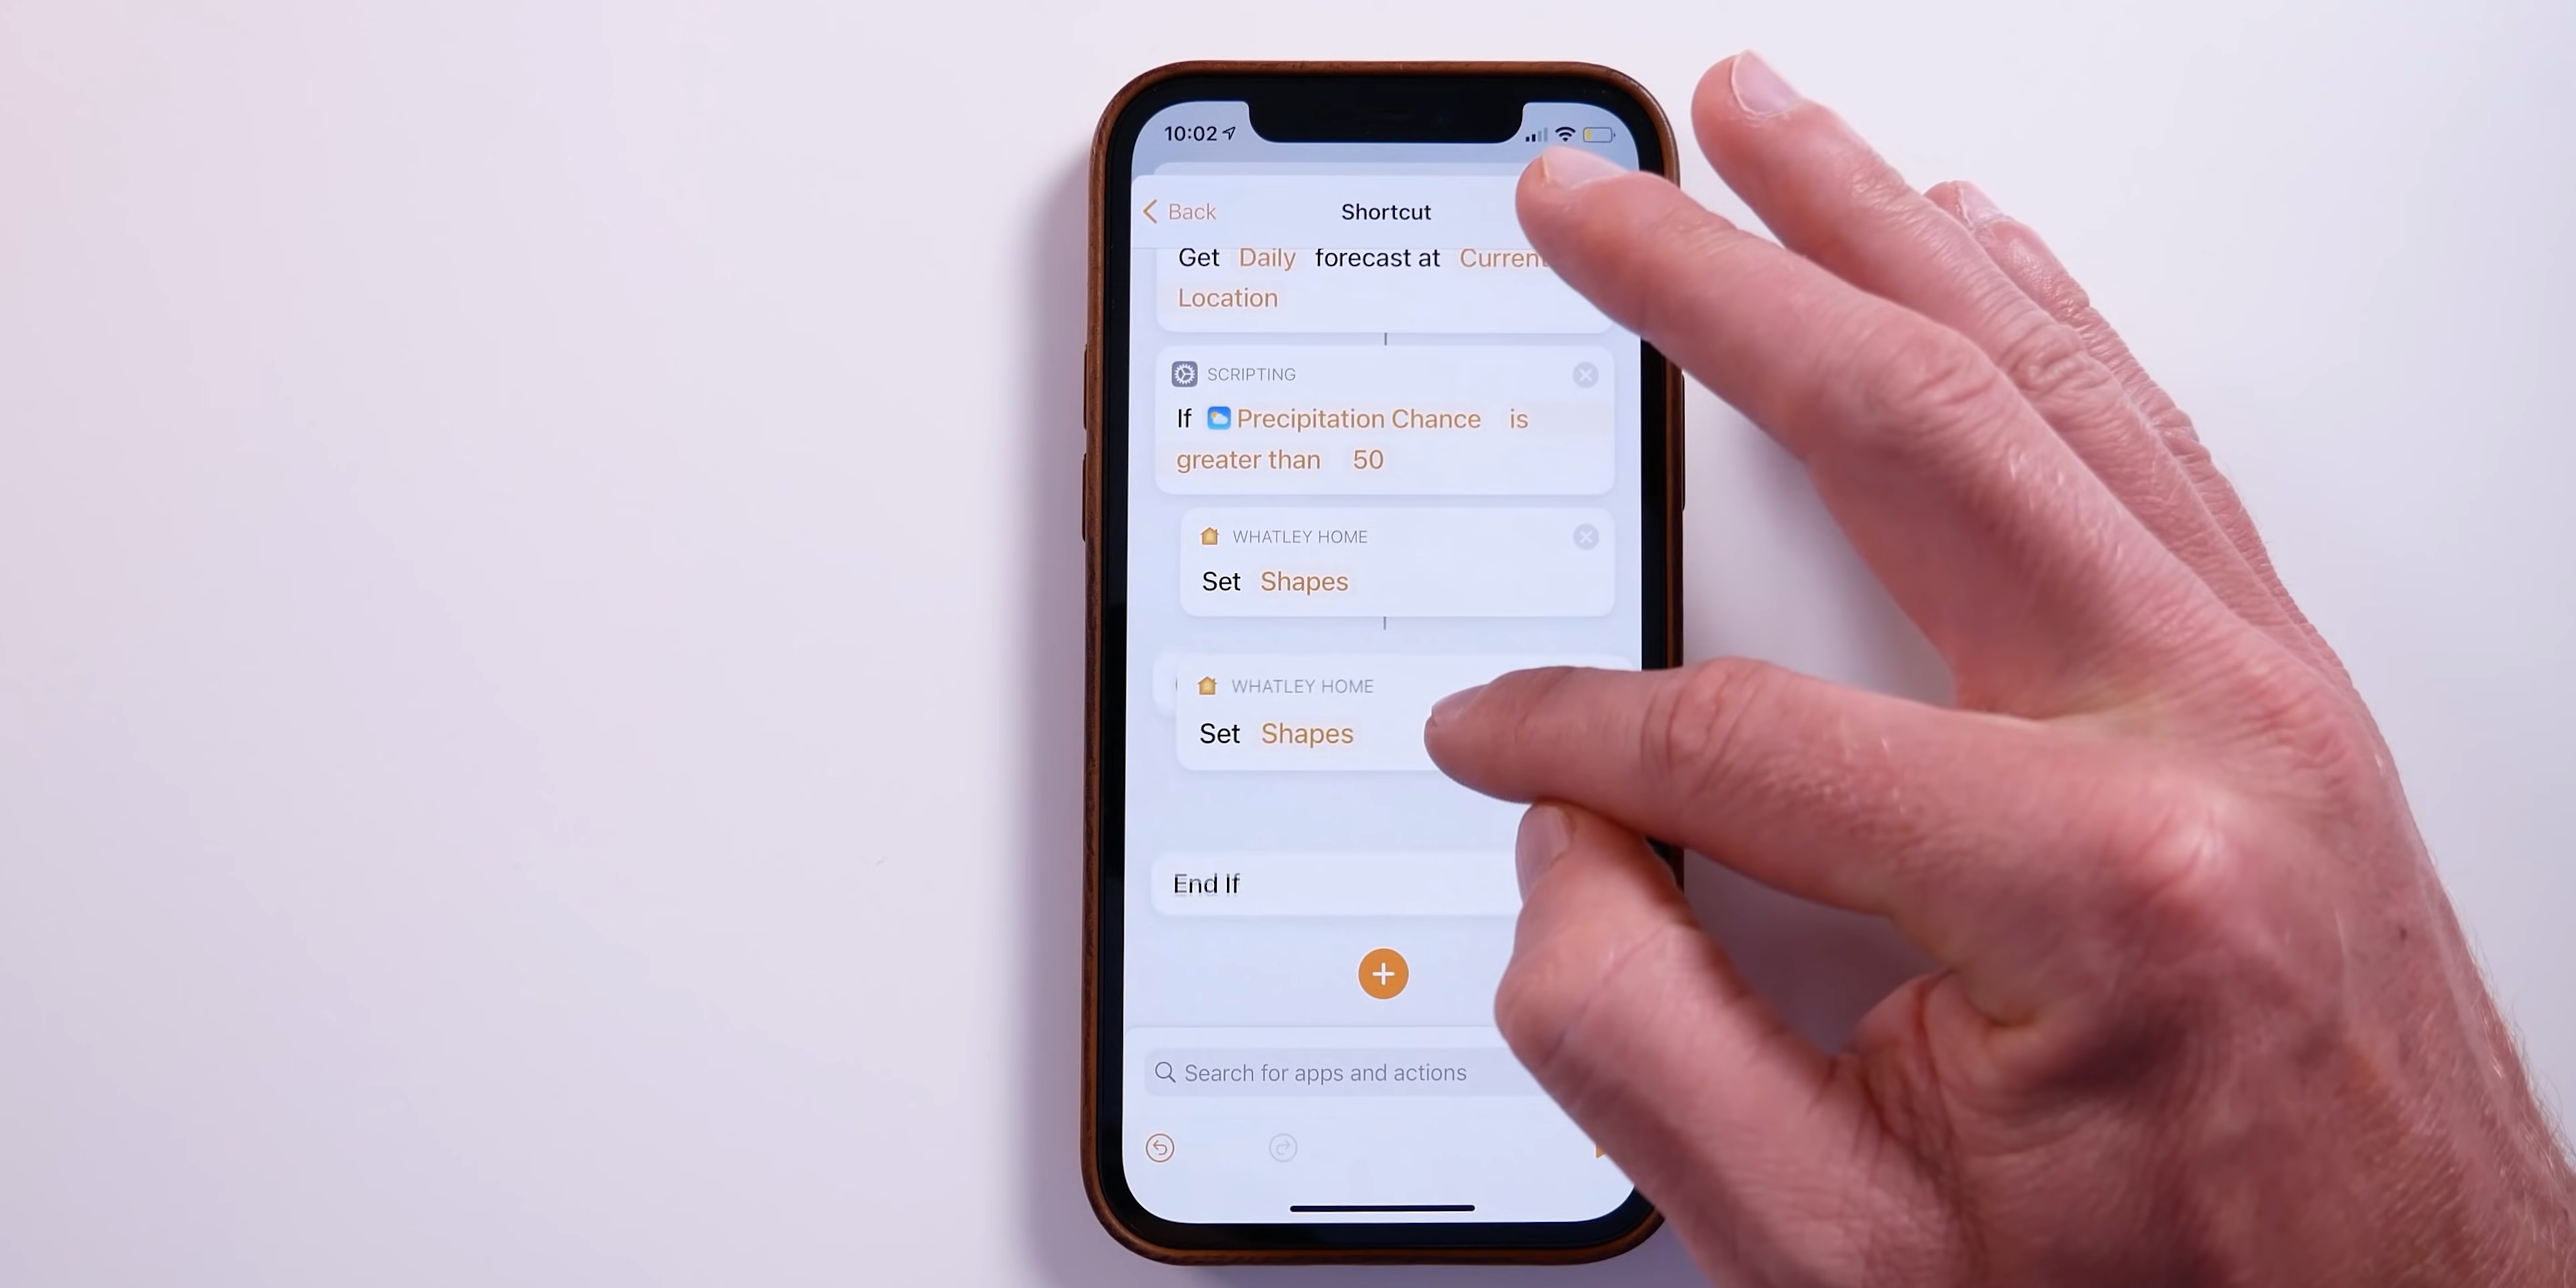 10:02
Back
Shortcut
Get Daily forecast at Current
Location
SCRIPTING
If Precipitation Chance is
greater than 50
WHATLEY HOME
Set Shapes
WHATLEY HOME
Set Shapes
End If
Search for apps and actions